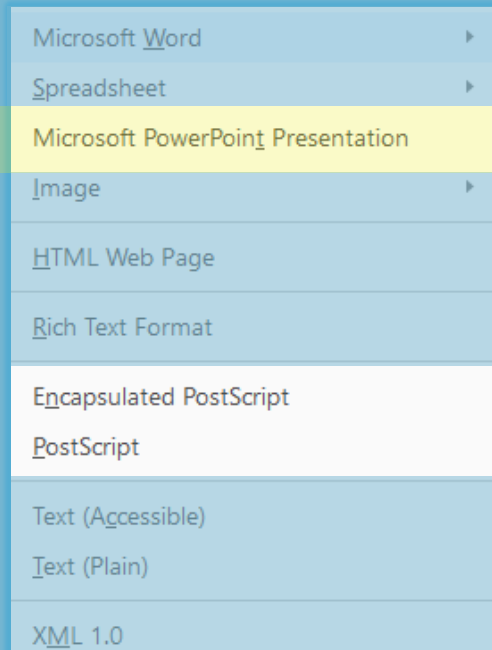 Microsoft Word
Spreadsheet
Microsoft PowerPoint Presentation
Image
HTML Web Page
Rich Text Format
Encapsulated PostScript
PostScript
Text (Accessible)
Text (Plain)
XML 1.0